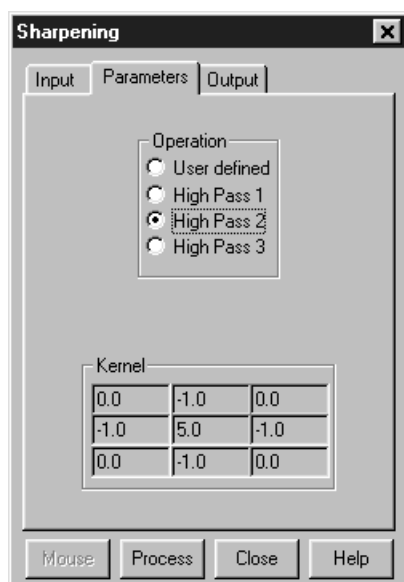 Sharpening
Input Parameters Output
Operation
User defined
High Pass 1
High Pass 2
High Pass 3
Kernel
0.0 -1.0 0.0
-1.0 5.0 -1.0
0.0 -1.0 0.0
Mouse Process Close Help